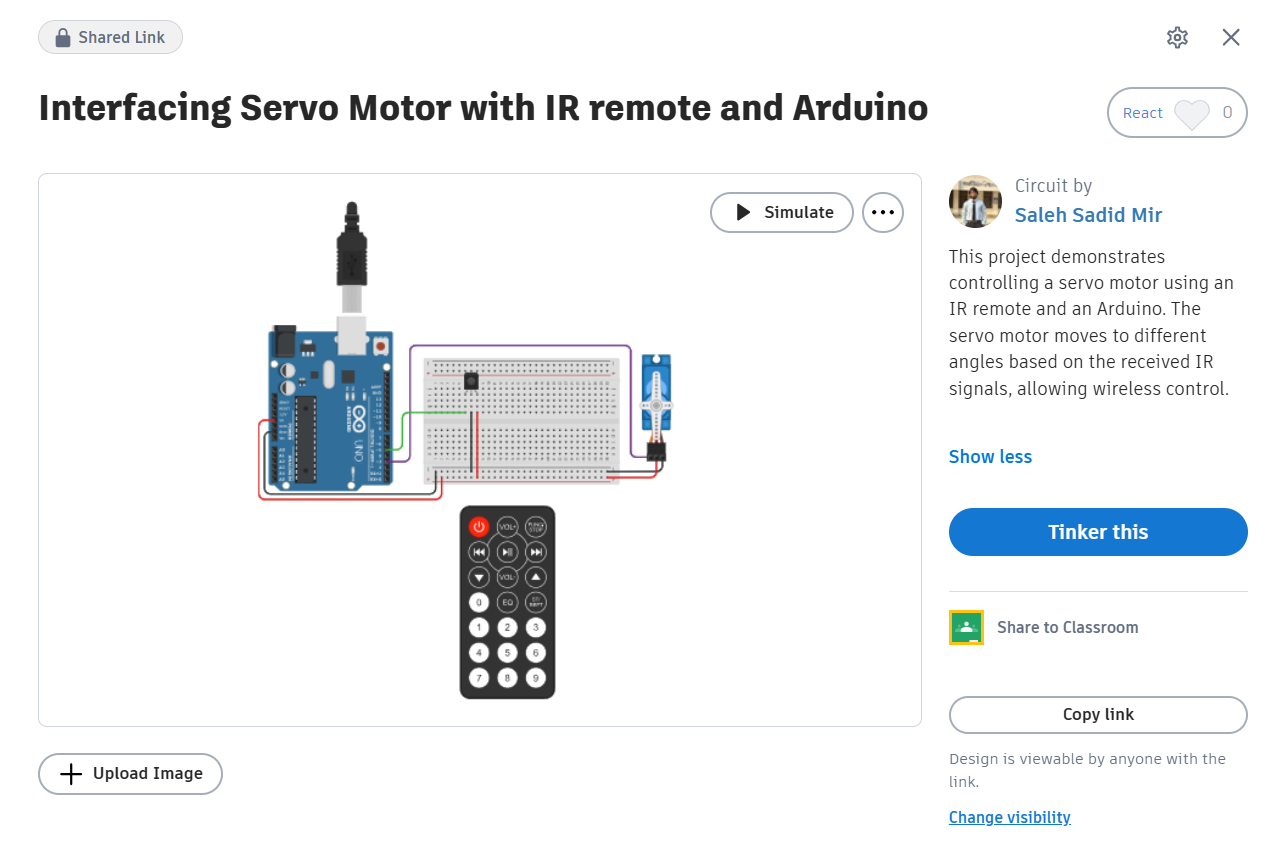 Shared Link
Interfacing Servo Motor with IR remote and Arduino
React 0
Simulate
Circuit by
Saleh Sadid Mir
This project demonstrates
controlling a servo motor using an
IR remote and an Arduino. The
servo motor moves to different
angles based on the received IR
signals, allowing wireless control.
Show less
Tinker this
Share to Classroom
Copy link
Design is viewable by anyone with the
link.
Change visibility
UNO
ARDUINO
VOL+ FUNC/STOP
VOL-
0 EQ ST/REPT
1 2 3
4 5 6
7 8 9
Upload Image